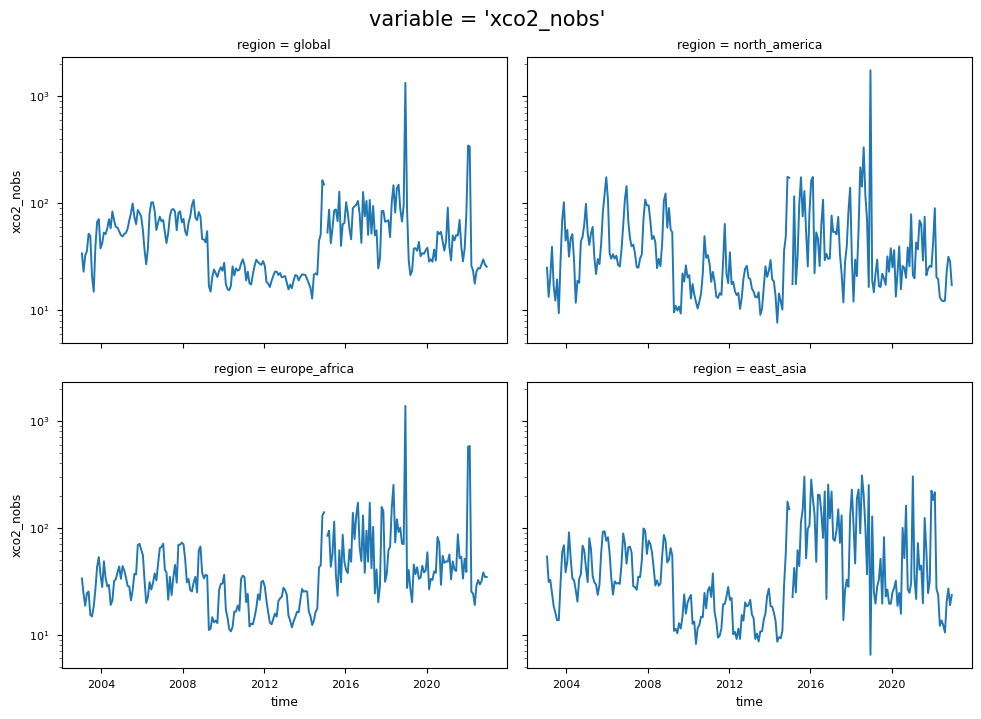 variable = 'xco2_nobs'
region = global
region = north_america
xco2_nobs
10³
10²
10¹
region = europe_africa
region = east_asia
xco2_nobs
10³
10²
10¹
2004 2008 2012 2016 2020
2004 2008 2012 2016 2020
time
time